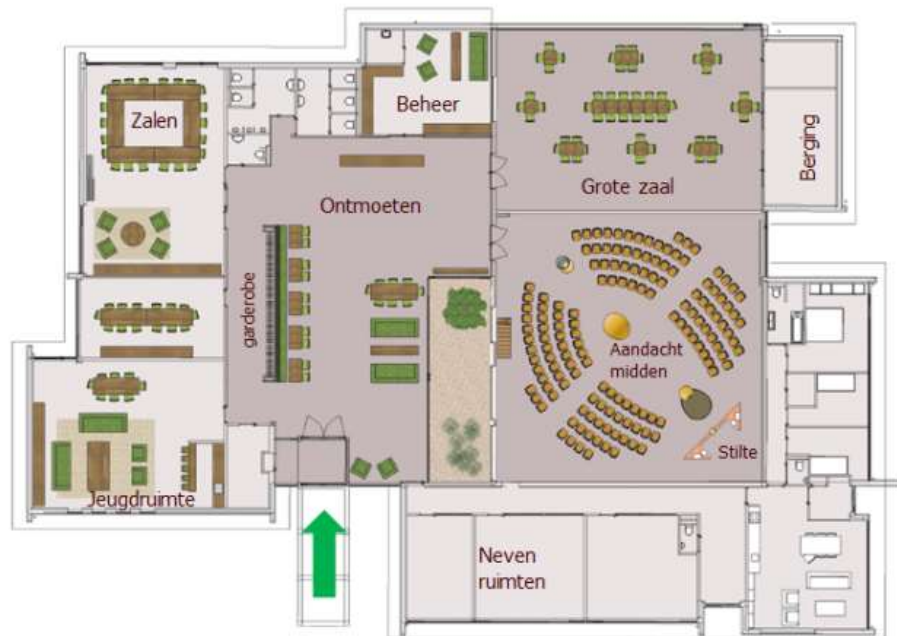 Zalen
Beheer
Grote zaal
Berging
Ontmoeten
garderobe
Aandacht
midden
Stilte
Jeugdruimte
Neven
ruimten